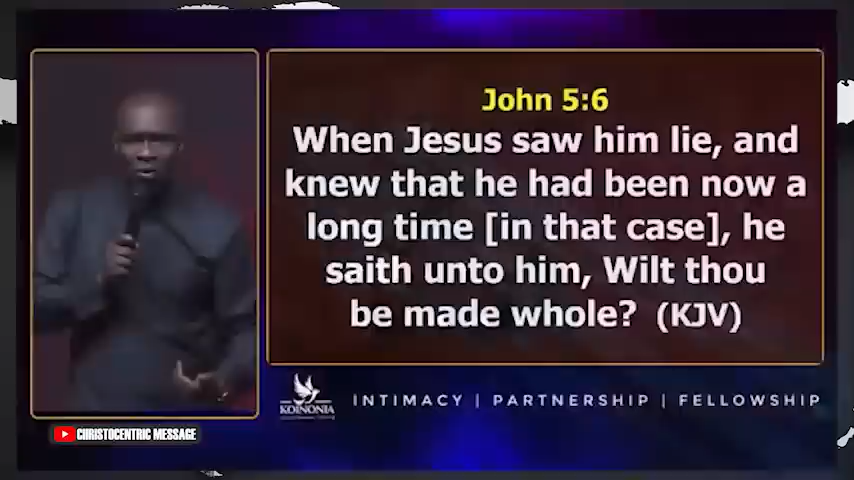 John 5:6
When Jesus saw him lie, and
knew that he had been now a
long time [in that case], he
saith unto him, Wilt thou
be made whole? (KJV)
KOINONIA
INTIMACY | PARTNERSHIP | FELLOWSHIP
CHRISTOCENTRIC MESSAGE